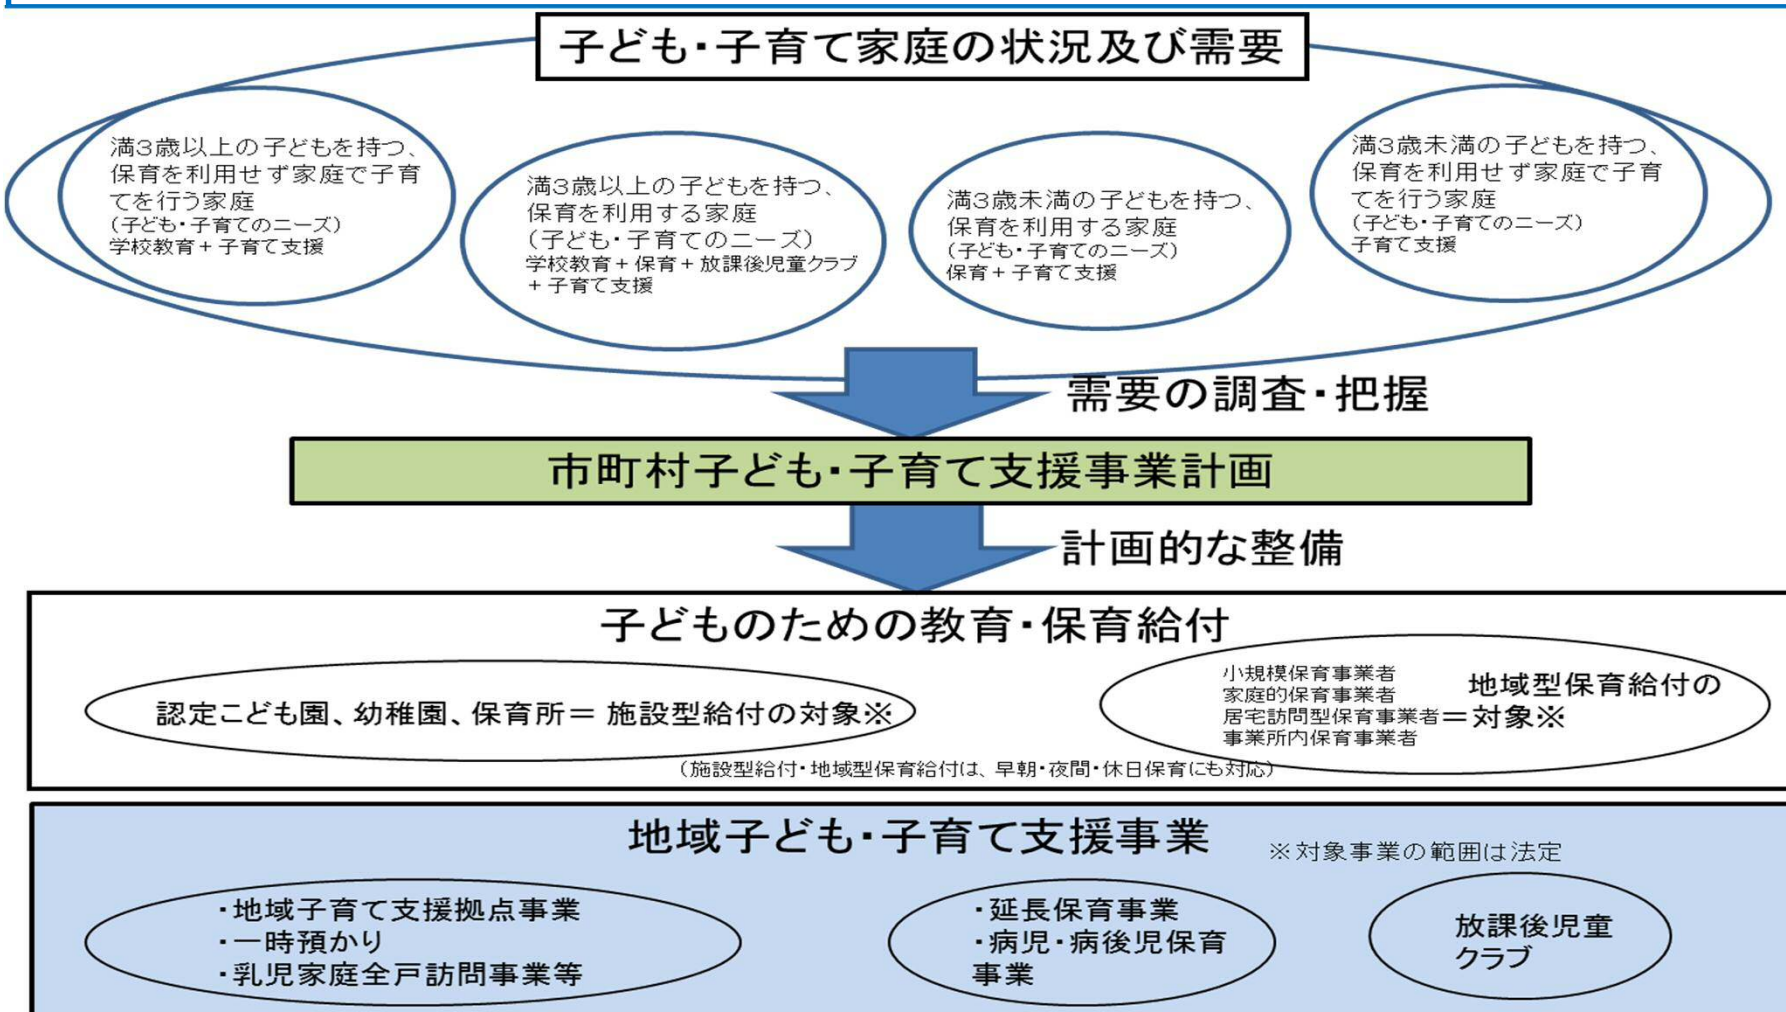 子ども・子育て家庭の状況及び需要
満3歳以上の子どもを持つ、
保育を利用せず家庭で子育
てを行う家庭
(子ども・子育てのニーズ)
学校教育+子育て支援
満3歳以上の子どもを持つ、
保育を利用する家庭
(子ども・子育てのニーズ)
学校教育+保育+放課後児童クラブ
+子育て支援
満3歳未満の子どもを持つ、
保育を利用する家庭
(子ども・子育てのニーズ)
保育+子育て支援
満3歳未満の子どもを持つ、
保育を利用せず家庭で子育
てを行う家庭
(子ども・子育てのニーズ)
子育て支援
需要の調査・把握
市町村子ども・子育て支援事業計画
計画的な整備
子どものための教育・保育給付
認定こども園、幼稚園、保育所= 施設型給付の対象※
小規模保育事業者
家庭的保育事業者
居宅訪問型保育事業者
事業所内保育事業者
地域型保育給付の
=対象※
(施設型給付・地域型保育給付は、早朝・夜間・休日保育にも対応)
地域子ども・子育て支援事業
※対象事業の範囲は法定
・地域子育て支援拠点事業
・一時預かり
・乳児家庭全戸訪問事業等
・延長保育事業
・病児・病後児保育
事業
放課後児童
クラブ